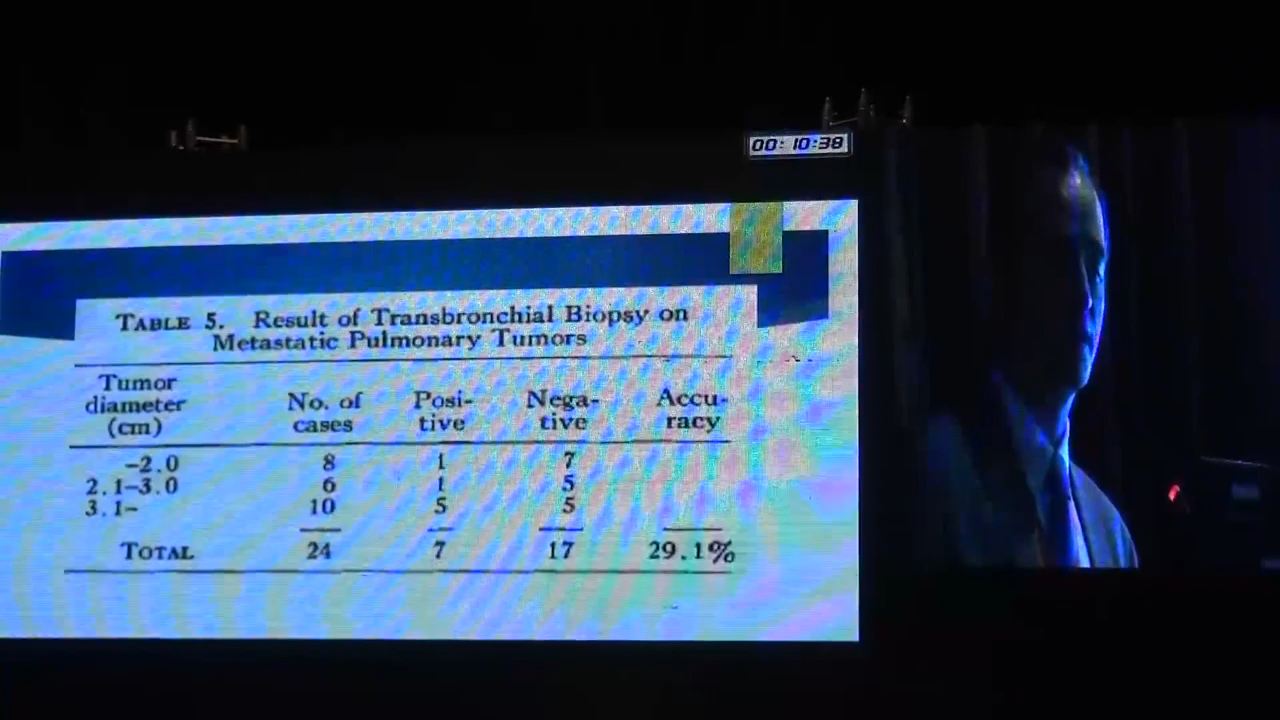 00:10:38
TABLE 5. Result of Transbronchial Biopsy on
Metastatic Pulmonary Tumors
Tumor diameter (cm) No. of cases Posi-tive Nega-tive Accu-racy
-2.0 8 1 7
2.1-3.0 6 1 5
3.1- 10 5 5
TOTAL 24 7 17 29.1%